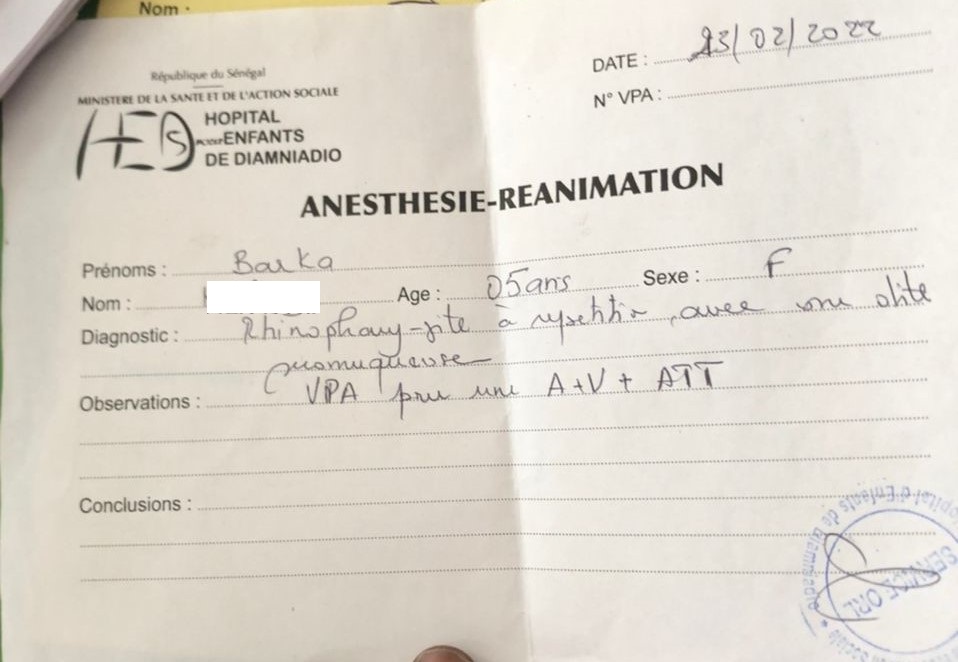 Nom :
République du Sénégal
MINISTERE DE LA SANTE ET DE L'ACTION SOCIALE
HOPITAL
POUR ENFANTS
DE DIAMNIADIO
DATE : 23/02/2022
N° VPA :
ANESTHESIE-REANIMATION
Prénoms : Barka
Nom :
Age : 05ans
Sexe : F
Diagnostic : Rhinopharyngite à répétition, avec une otite
séromuqueuse
Observations : VPA pour une A+V + ATT
Conclusions :
SERVICE ORL